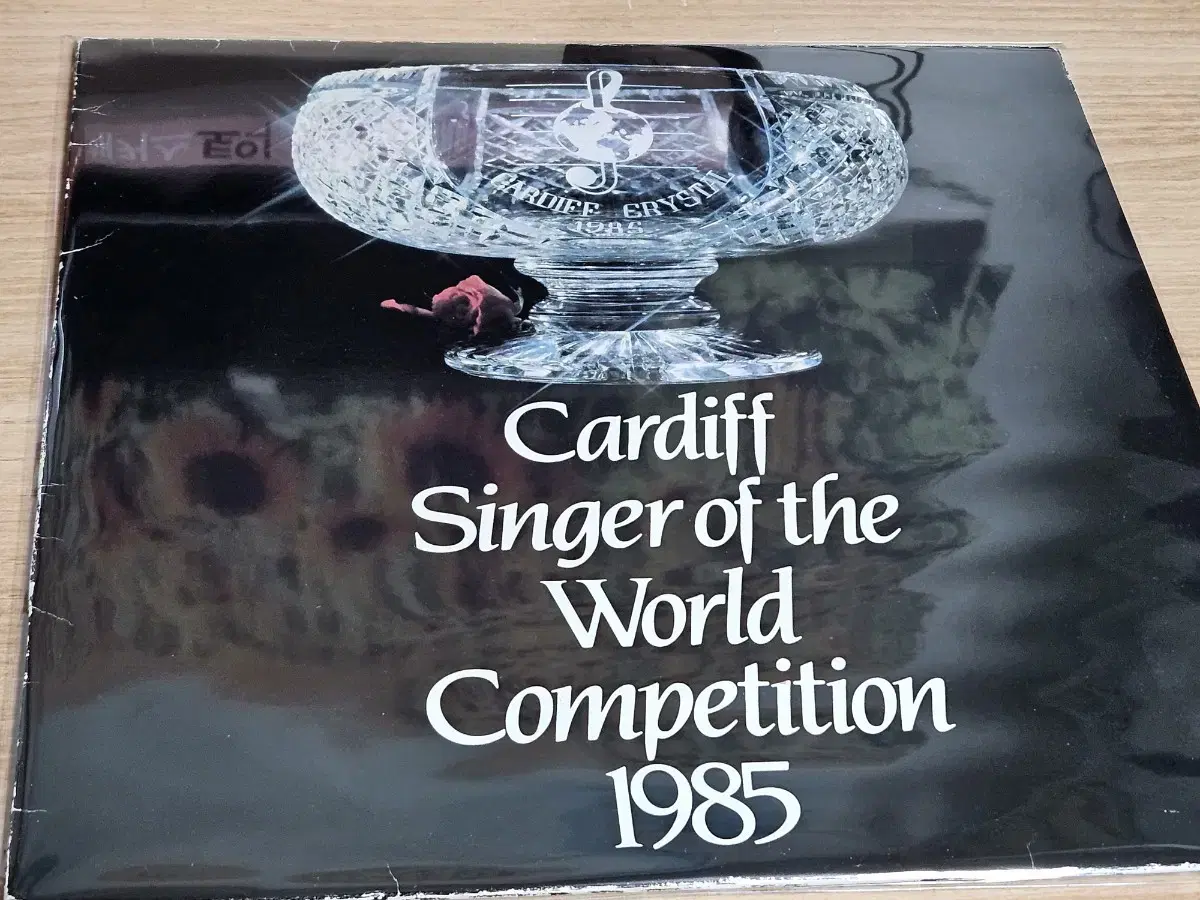 CARDIFF CRYSTAL
1985
Cardiff
Singer of the
World
Competition
1985